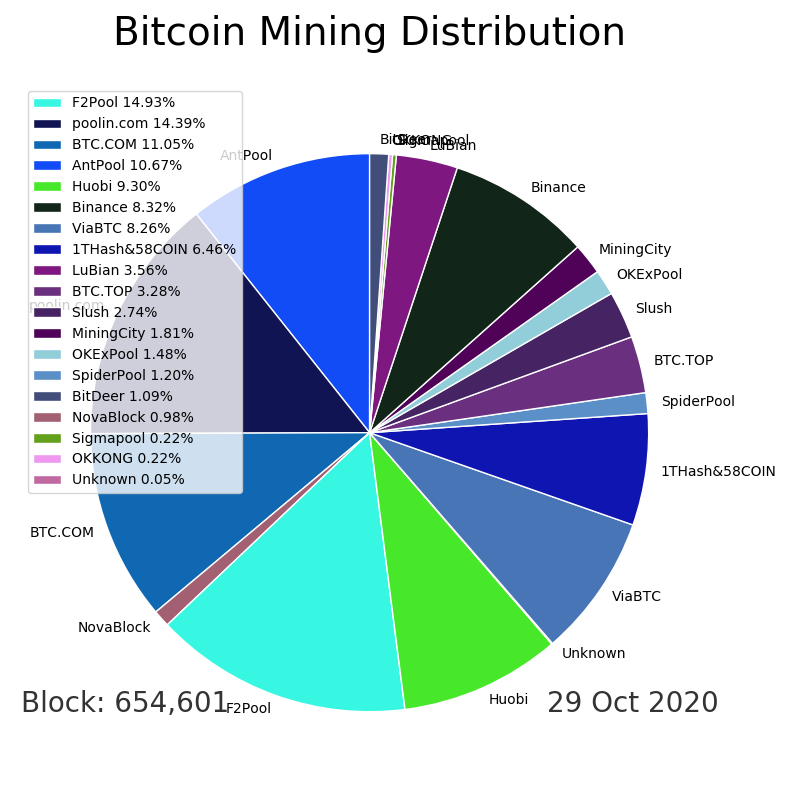 Bitcoin Mining Distribution
F2Pool 14.93%
poolin.com 14.39%
BTC.COM 11.05%
AntPool 10.67%
Huobi 9.30%
Binance 8.32%
ViaBTC 8.26%
1THash&58COIN 6.46%
LuBian 3.56%
BTC.TOP 3.28%
Slush 2.74%
MiningCity 1.81%
OKExPool 1.48%
SpiderPool 1.20%
BitDeer 1.09%
NovaBlock 0.98%
Sigmapool 0.22%
OKKONG 0.22%
Unknown 0.05%
AntPool
poolin.com
BTC.COM
NovaBlock
F2Pool
Huobi
Unknown
ViaBTC
1THash&58COIN
SpiderPool
BTC.TOP
Slush
OKExPool
MiningCity
Binance
LuBian
Sigmapool
OKKONG
BitDeer
Block: 654,601
29 Oct 2020